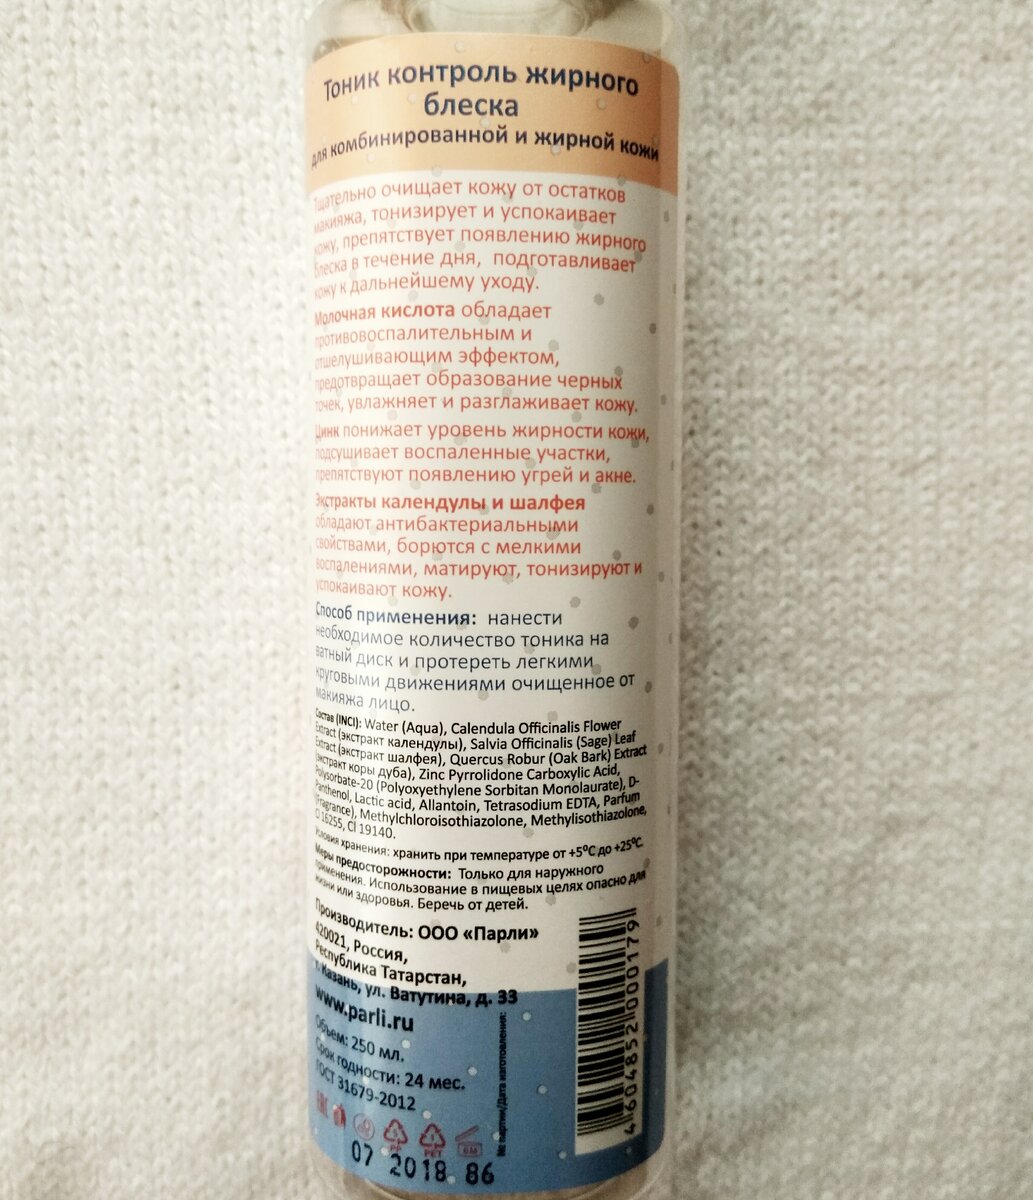 Тоник контроль жирного
блеска
для комбинированной и жирной кожи
Тщательно очищает кожу от остатков
макияжа, тонизирует и успокаивает
кожу, препятствует появлению жирного
блеска в течение дня, подготавливает
кожу к дальнейшему уходу.
Молочная кислота обладает
противовоспалительным и
отшелушивающим эффектом,
предотвращает образование черных
точек, увлажняет и разглаживает кожу.
Цинк понижает уровень жирности кожи,
подсушивает воспаленные участки,
препятствуют появлению угрей и акне.
Экстракты календулы и шалфея
обладают антибактериальными
свойствами, борются с мелкими
воспалениями, матируют, тонизируют и
успокаивают кожу.
Способ применения: нанести
необходимое количество тоника на
ватный диск и протереть легкими
круговыми движениями очищенное от
макияжа лицо.
Состав (INCI): Water (Aqua), Calendula Officinalis Flower
Extract (экстракт календулы), Salvia Officinalis (Sage) Leaf
Extract (экстракт шалфея), Quercus Robur (Oak Bark) Extract
(экстракт коры дуба), Zinc Pyrrolidone Carboxylic Acid,
Polysorbate-20 (Polyoxyethylene Sorbitan Monolaurate), D-
Panthenol, Lactic acid, Allantoin, Tetrasodium EDTA, Parfum
(Fragrance), Methylchloroisothiazolone, Methylisothiazolone,
CI 16255, CI 19140.
Условия хранения: хранить при температуре от +5°C до +25°C.
Меры предосторожности: Только для наружного
применения. Использование в пищевых целях опасно для
жизни или здоровья. Беречь от детей.
Производитель: ООО «Парли»
420021, Россия,
Республика Татарстан,
г. Казань, ул. Ватутина, д. 33
www.parli.ru
Объем: 250 мл.
Срок годности: 24 мес.
ГОСТ 31679-2012
№ партии/Дата изготовления:
4 604852 000179
EAC
5
PP
1
PET
6M
07 2018 86